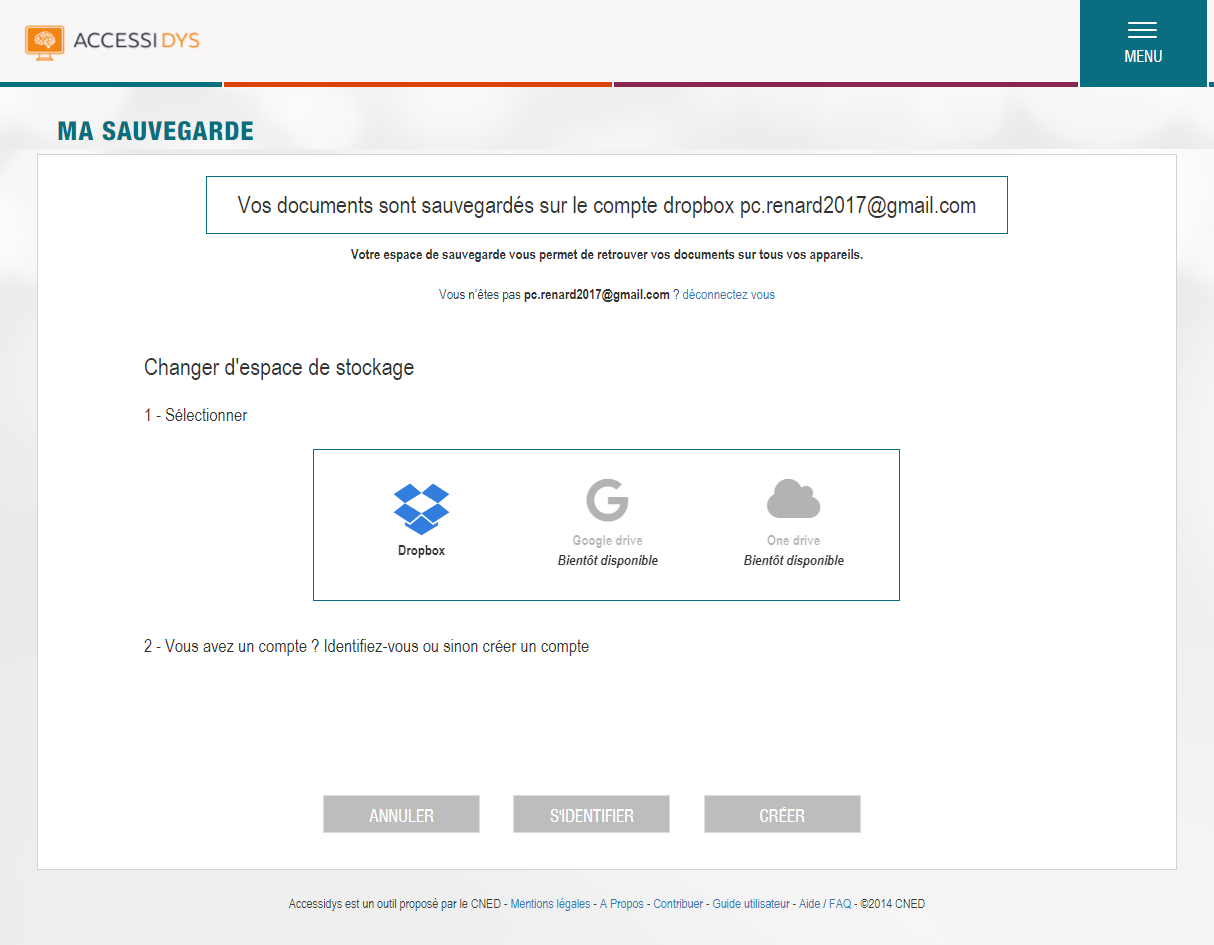 ACCESSIDYS
MENU
MA SAUVEGARDE
Vos documents sont sauvegardés sur le compte dropbox pc.renard2017@gmail.com
Votre espace de sauvegarde vous permet de retrouver vos documents sur tous vos appareils.
Vous n'êtes pas pc.renard2017@gmail.com ? déconnectez vous
Changer d'espace de stockage
1 - Sélectionner
Dropbox
Google drive
Bientôt disponible
One drive
Bientôt disponible
2 - Vous avez un compte ? Identifiez-vous ou sinon créer un compte
ANNULER
S'IDENTIFIER
CRÉER
Accessidys est un outil proposé par le CNED - Mentions légales - A Propos - Contribuer - Guide utilisateur - Aide / FAQ - ©2014 CNED